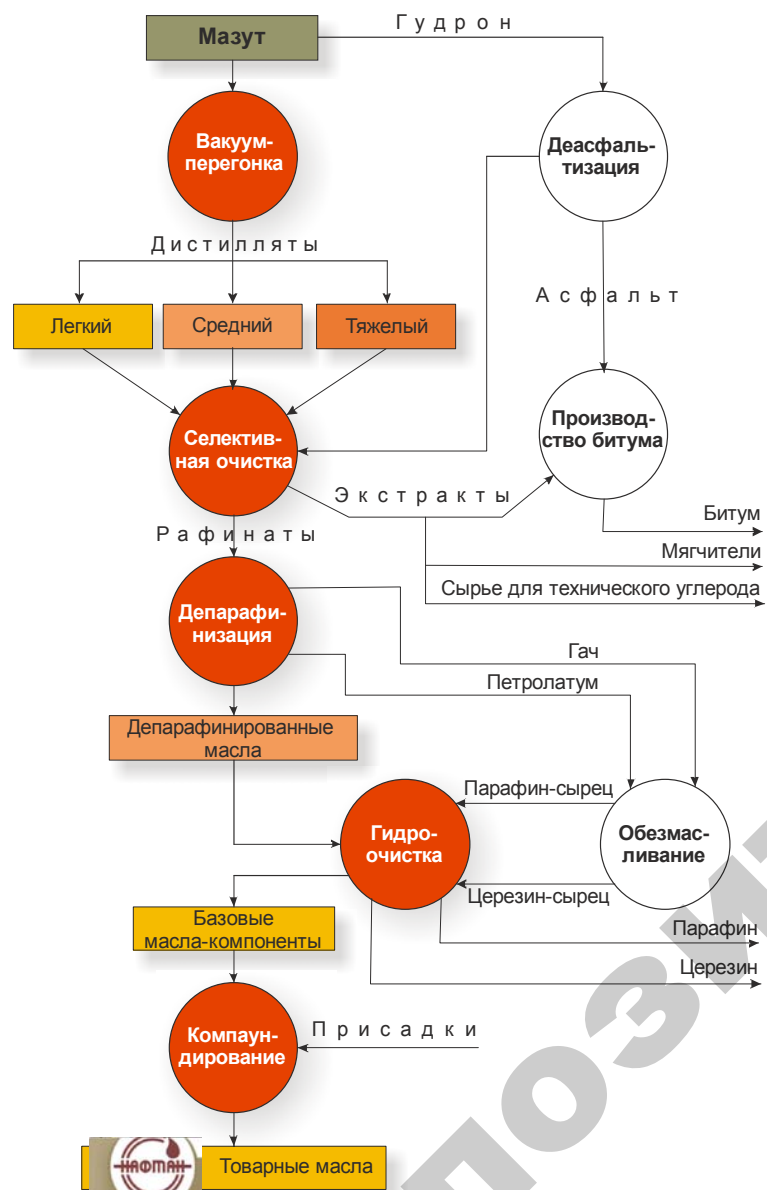 Гудрон
Мазут
Вакуум-
перегонка
Деасфаль-
тизация
Дистилляты
Асфальт
Легкий
Средний
Тяжелый
Селектив-
ная очистка
Производ-
ство битума
Экстракты
Битум
Рафинаты
Мягчители
Сырье для технического углерода
Депарафи-
низация
Гач
Петролатум
Депарафинированные
масла
Парафин-сырец
Гидро-
очистка
Обезмас-
ливание
Церезин-сырец
Базовые
масла-компоненты
Парафин
Церезин
Компаун-
дирование
Присадки
НАФТАН
Товарные масла